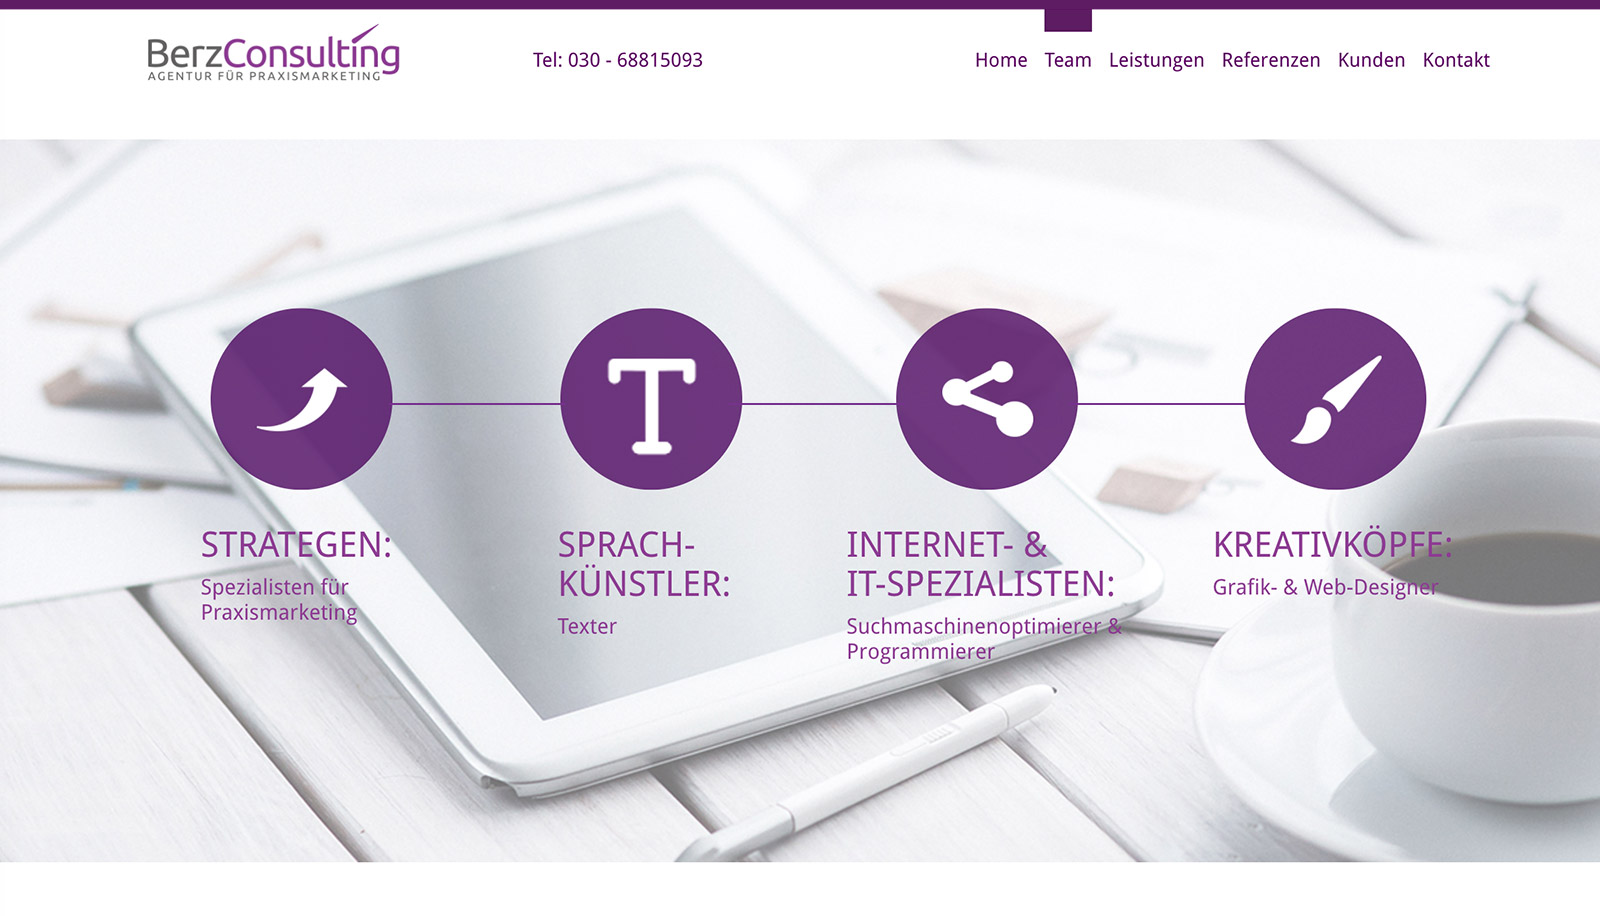 BerzConsulting
AGENTUR FÜR PRAXISMARKETING
Tel: 030 - 68815093
Home Team Leistungen Referenzen Kunden Kontakt
STRATEGEN:
Spezialisten für
Praxismarketing
SPRACH-
KÜNSTLER:
Texter
INTERNET- &
IT-SPEZIALISTEN:
Suchmaschinenoptimierer &
Programmierer
KREATIVKÖPFE:
Grafik- & Web-Designer